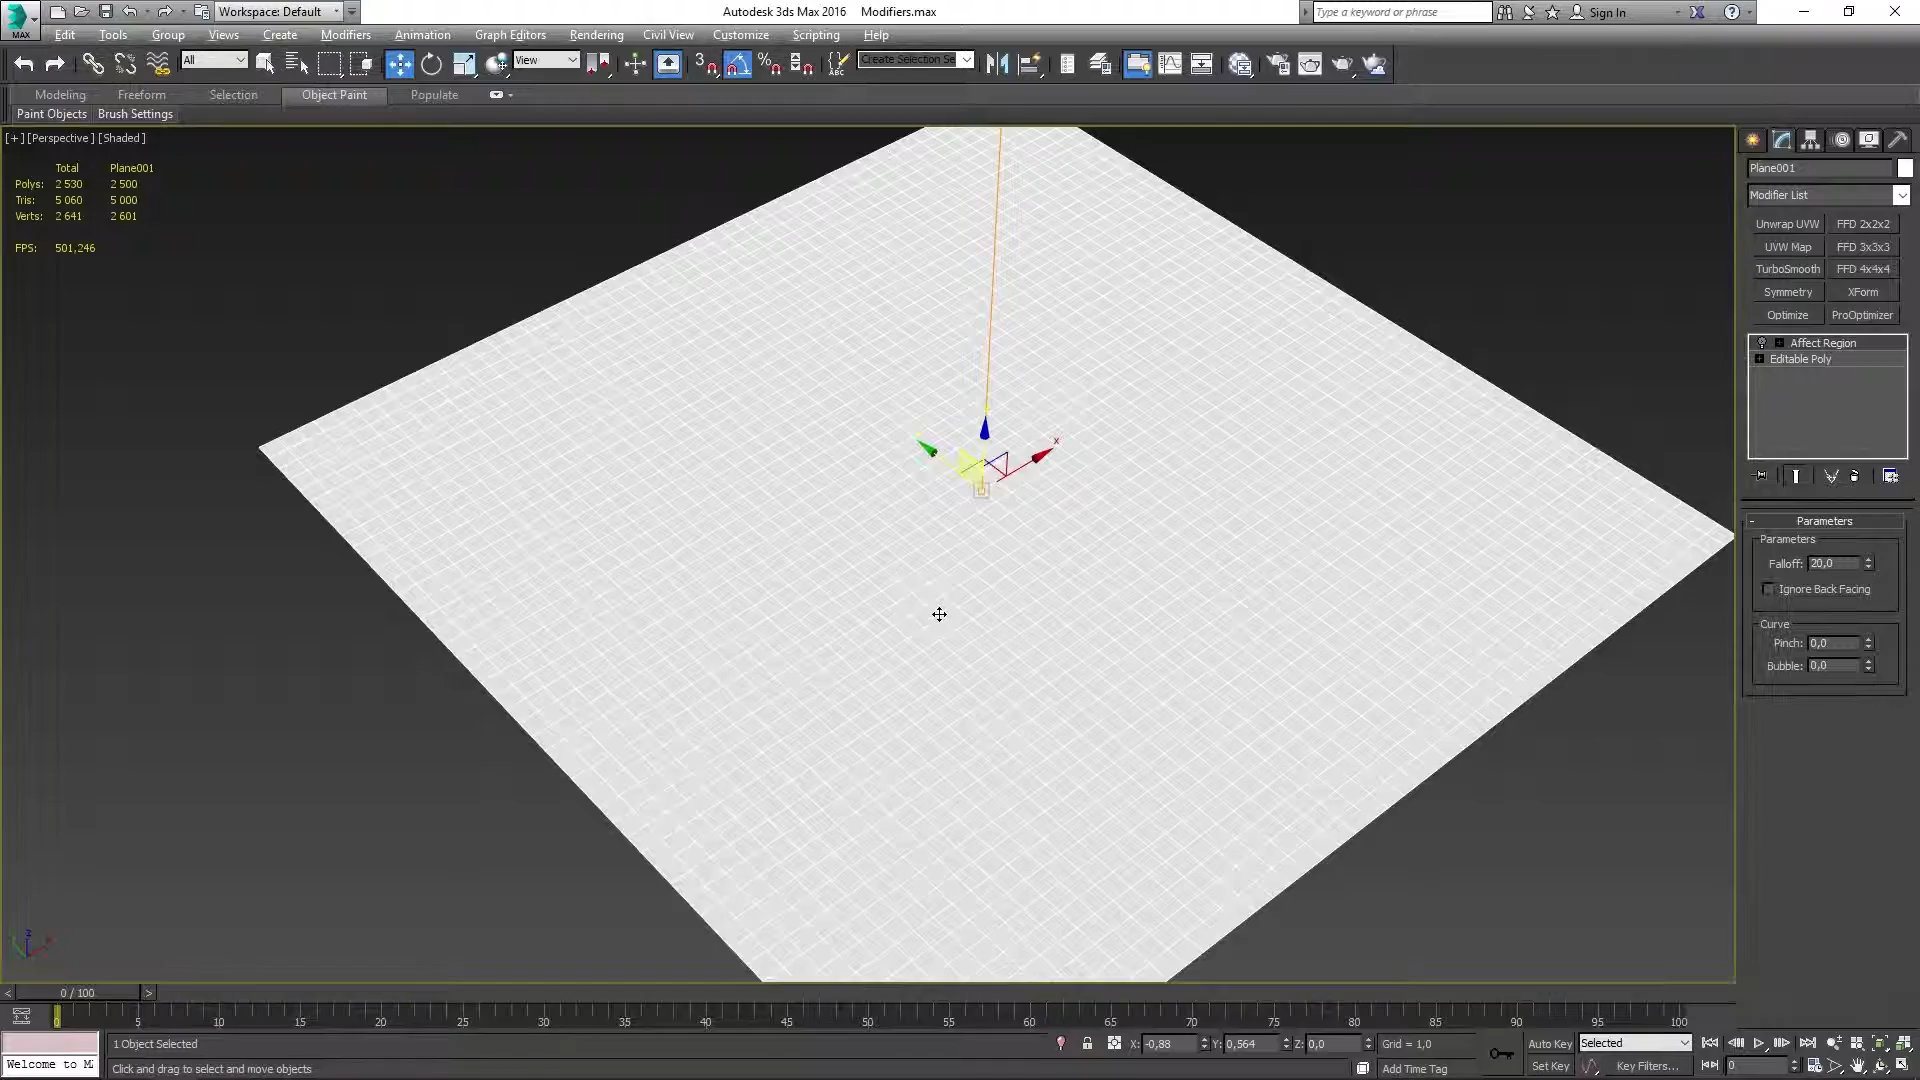 Workspace: Default
Autodesk 3ds Max 2016 Modifiers.max
Type a keyword or phrase
Sign In
MAX
Edit Tools Group Views Create Modifiers Animation Graph Editors Rendering Civil View Customize Scripting Help
All
View
3
ABC
Create Selection Se
Modeling Freeform Selection Object Paint Populate
Paint Objects Brush Settings
[+] [Perspective] [Shaded]
Total Plane001
Polys: 2 530 2 500
Tris: 5 060 5 000
Verts: 2 641 2 601
FPS: 501,246
x
z
Plane001
Modifier List
Unwrap UVW FFD 2x2x2
UVW Map FFD 3x3x3
TurboSmooth FFD 4x4x4
Symmetry XForm
Optimize ProOptimizer
Affect Region
Editable Poly
- Parameters
Parameters
Falloff: 20,0
Ignore Back Facing
Curve
Pinch: 0,0
Bubble: 0,0
< 0 / 100 >
0 5 10 15 20 25 30 35 40 45 50 55 60 65 70 75 80 85 90 95 100
1 Object Selected
X: -0,88 Y: 0,564 Z: 0,0 Grid = 1,0
Auto Key Selected
Welcome to M
Click and drag to select and move objects
Add Time Tag
Set Key Key Filters... 0